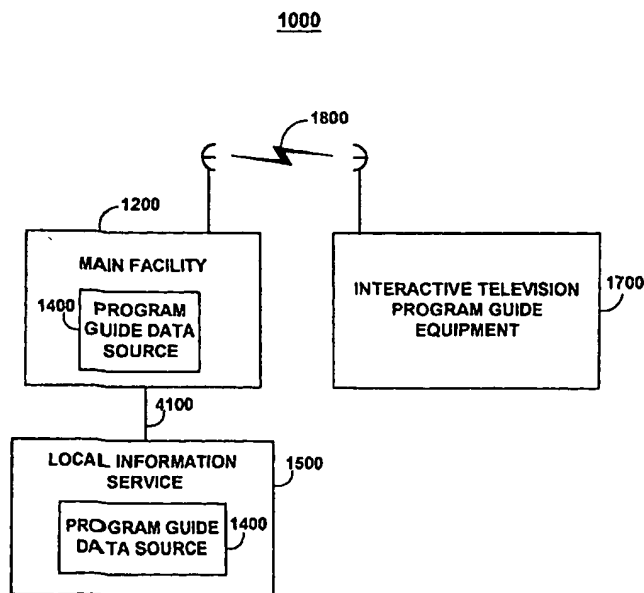 1000
1800
1200
MAIN FACILITY
1400
PROGRAM
GUIDE DATA
SOURCE
INTERACTIVE TELEVISION
PROGRAM GUIDE
EQUIPMENT
1700
4100
LOCAL INFORMATION
SERVICE
1500
PROGRAM GUIDE
DATA SOURCE
1400